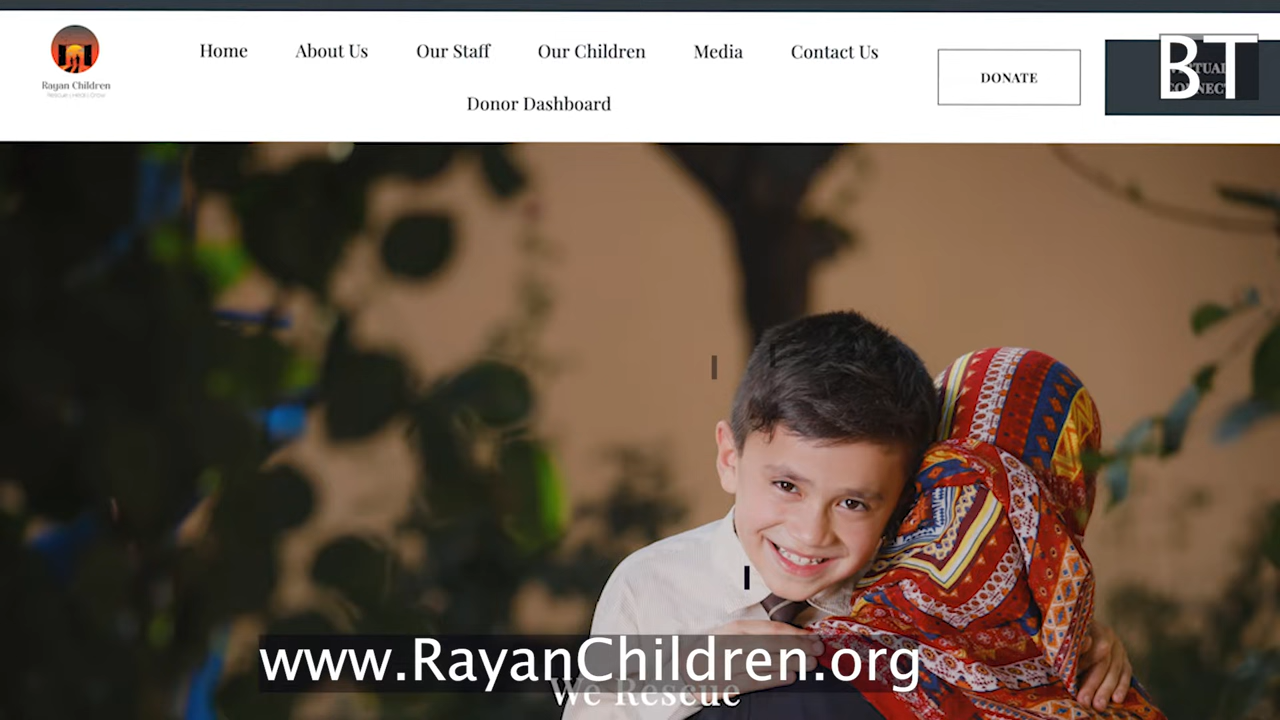 Home About Us Our Staff Our Children Media Contact Us
Donor Dashboard
DONATE
BT
Rayan Children
www.RayanChildren.org
We Rescue